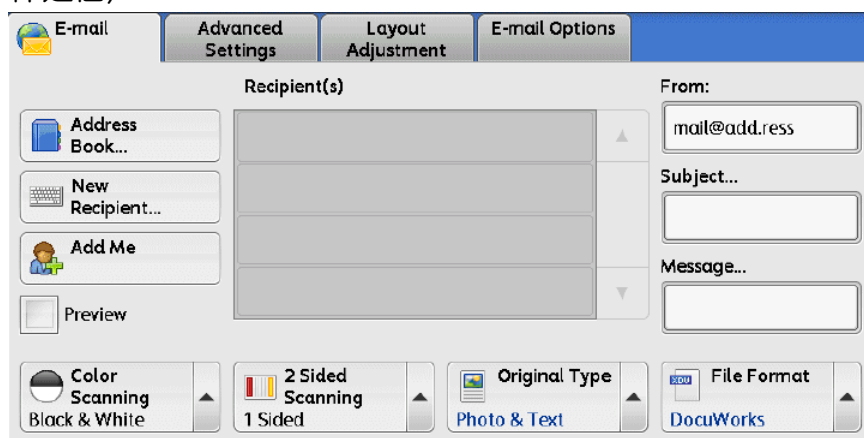 E-mail
Advanced
Settings
Layout
Adjustment
E-mail Options
Recipient(s)
From:
Address
Book...
mail@add.ress
New
Recipient...
Subject...
Add Me
Message...
Preview
Color
Scanning
Black & White
2 Sided
Scanning
1 Sided
Original Type
Photo & Text
XDW
File Format
DocuWorks